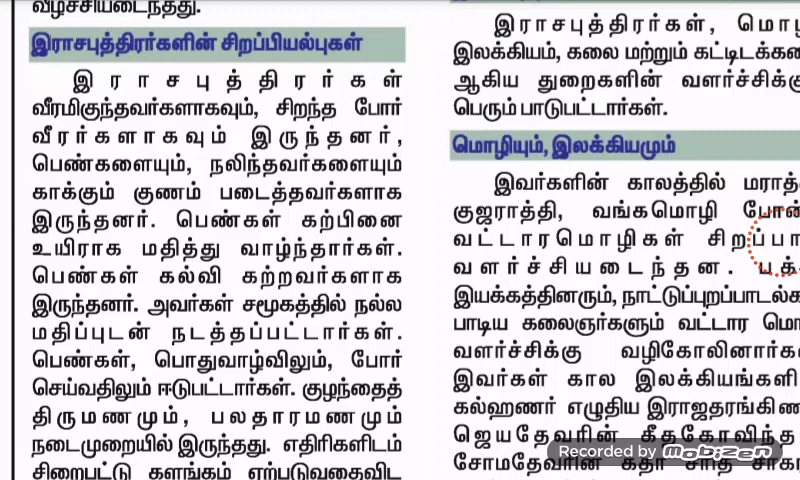 வீழ்ச்சியடைந்தது.
இராசபுத்திரர்களின் சிறப்பியல்புகள்
இராசபுத்திரர்கள்
வீரமிகுந்தவர்களாகவும், சிறந்த போர்
வீரர்களாகவும் இருந்தனர்,
பெண்களையும், நலிந்தவர்களையும்
காக்கும் குணம் படைத்தவர்களாக
இருந்தனர். பெண்கள் கற்பினை
உயிராக மதித்து வாழ்ந்தார்கள்.
பெண்கள் கல்வி கற்றவர்களாக
இருந்தனர். அவர்கள் சமூகத்தில் நல்ல
மதிப்புடன் நடத்தப்பட்டார்கள்.
பெண்கள், பொதுவாழ்விலும், போர்
செய்வதிலும் ஈடுபட்டார்கள். குழந்தைத்
திருமணமும், பலதாரமணமும்
நடைமுறையில் இருந்தது. எதிரிகளிடம்
சிறைபட்டு களங்கம் ஏற்படுவதைவிட
இராசபுத்திரர்கள், மொழ
இலக்கியம், கலை மற்றும் கட்டிடக்கலை
ஆகிய துறைகளின் வளர்ச்சிக்கு
பெரும் பாடுபட்டார்கள்.
மொழியும், இலக்கியமும்
இவர்களின் காலத்தில் மராத்
குஜராத்தி, வங்கமொழி போன்
வட்டாரமொழிகள் சிறப்பா
வளர்ச்சியடைந்தன. பக்
இயக்கத்தினரும், நாட்டுப்புறப்பாடல்க
பாடிய கலைஞர்களும் வட்டார மொ
வளர்ச்சிக்கு வழிகோலினார்க
இவர்கள் கால இலக்கியங்களி
கல்ஹணர் எழுதிய இராஜதரங்கிணி
ஜெயதேவரின் கீதகோவிந்த
சோமதேவரின் கதா சரித சாகர
Recorded by Mobizen